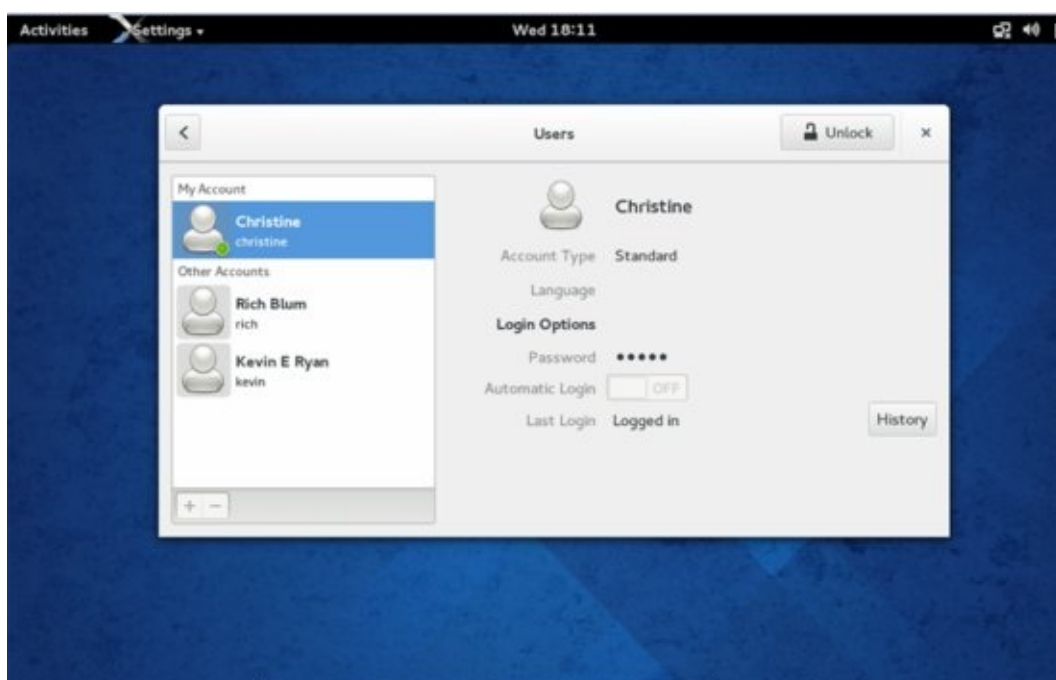 Activities Settings Wed 18:11
Users Unlock
My Account
Christine
christine
Other Accounts
Rich Blum
rich
Kevin E Ryan
kevin
Christine
Account Type Standard
Language
Login Options
Password •••••
Automatic Login OFF
Last Login Logged in History